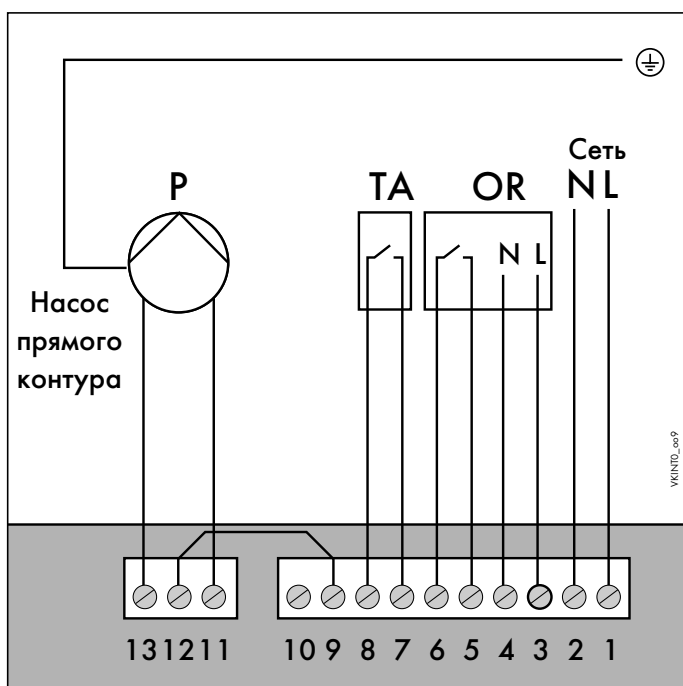 Сеть
P TA OR N L
N L
Насос
прямого
контура
VKINT0_oo9
13 12 11 10 9 8 7 6 5 4 3 2 1